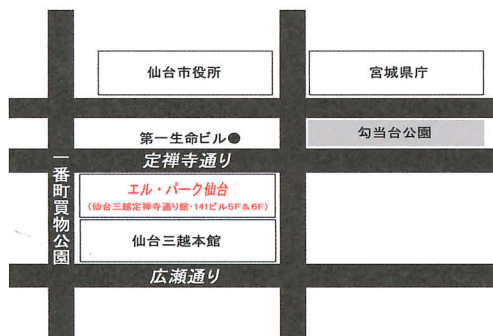 仙台市役所
宮城県庁
第一生命ビル●
勾当台公園
定禅寺通り
一番町買物公園
エル・パーク仙台
(仙台三越定禅寺通り館・141ビル5F&6F)
仙台三越本館
広瀬通り